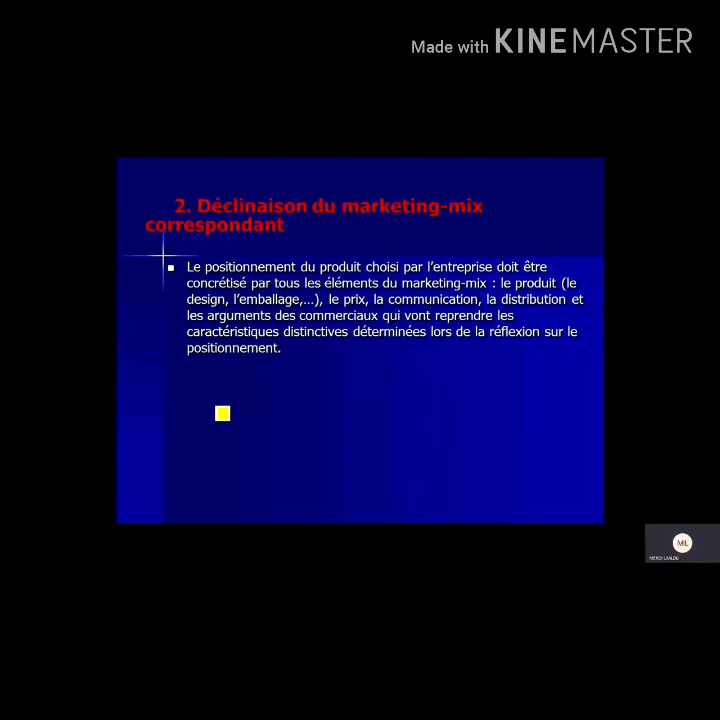 Made with KINEMASTER
2. Déclinaison du marketing-mix
correspondant
Le positionnement du produit choisi par l'entreprise doit être
concrétisé par tous les éléments du marketing-mix : le produit (le
design, l'emballage,...), le prix, la communication, la distribution et
les arguments des commerciaux qui vont reprendre les
caractéristiques distinctives déterminées lors de la réflexion sur le
positionnement.
MIL